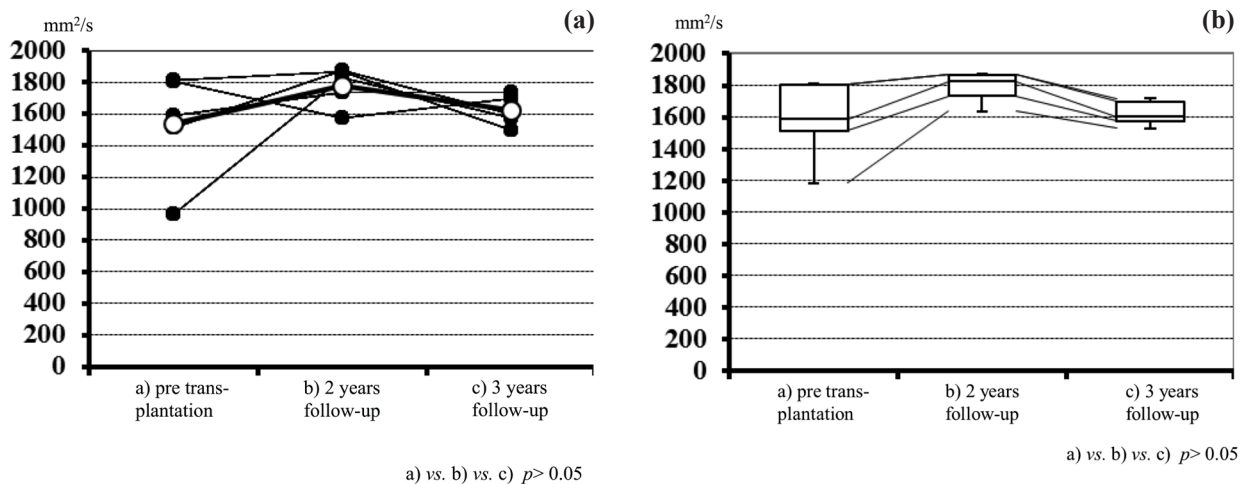 mm²/s
(a)
2000
1800
1600
1400
1200
1000
800
600
400
200
0
a) pre trans-
plantation
b) 2 years
follow-up
c) 3 years
follow-up
a) vs. b) vs. c) p> 0.05
mm²/s
(b)
2000
1800
1600
1400
1200
1000
800
600
400
200
0
a) pre trans-
plantation
b) 2 years
follow-up
c) 3 years
follow-up
a) vs. b) vs. c) p> 0.05